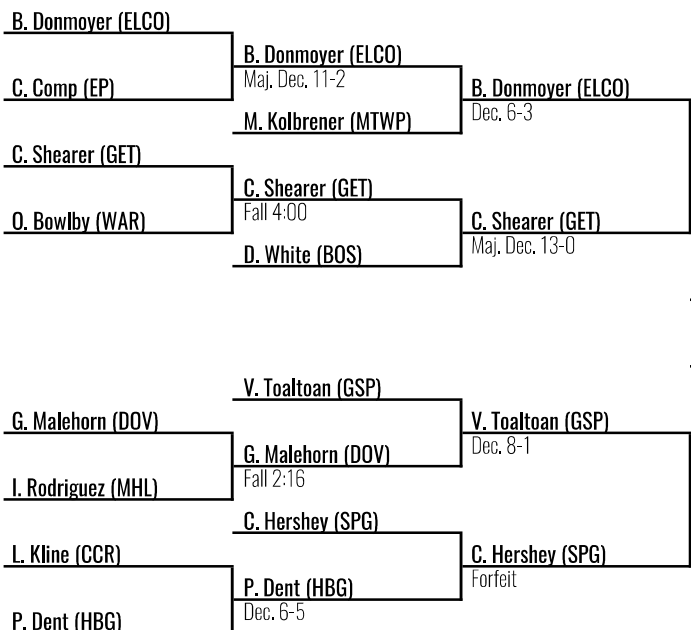 B. Donmoyer (ELCO)
C. Comp (EP)
B. Donmoyer (ELCO)
Maj. Dec. 11-2
M. Kolbrener (MTWP)
B. Donmoyer (ELCO)
Dec. 6-3
C. Shearer (GET)
O. Bowlby (WAR)
C. Shearer (GET)
Fall 4:00
D. White (BOS)
C. Shearer (GET)
Maj. Dec. 13-0
V. Toaltoan (GSP)
G. Malehorn (DOV)
I. Rodriguez (MHL)
G. Malehorn (DOV)
Fall 2:16
V. Toaltoan (GSP)
Dec. 8-1
C. Hershey (SPG)
L. Kline (CCR)
P. Dent (HBG)
P. Dent (HBG)
Dec. 6-5
C. Hershey (SPG)
Forfeit